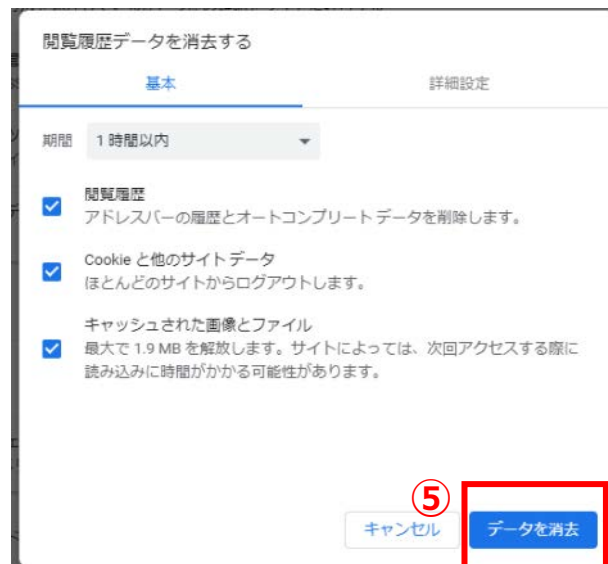 閲覧履歴データを消去する
基本
詳細設定
期間 1 時間以内
閲覧履歴
アドレスバーの履歴とオートコンプリート データを削除します。
Cookie と他のサイトデータ
ほとんどのサイトからログアウトします。
キャッシュされた画像とファイル
最大で 1.9 MB を解放します。サイトによっては、次回アクセスする際に
読み込みに時間がかかる可能性があります。
⑤
キャンセル
データを消去